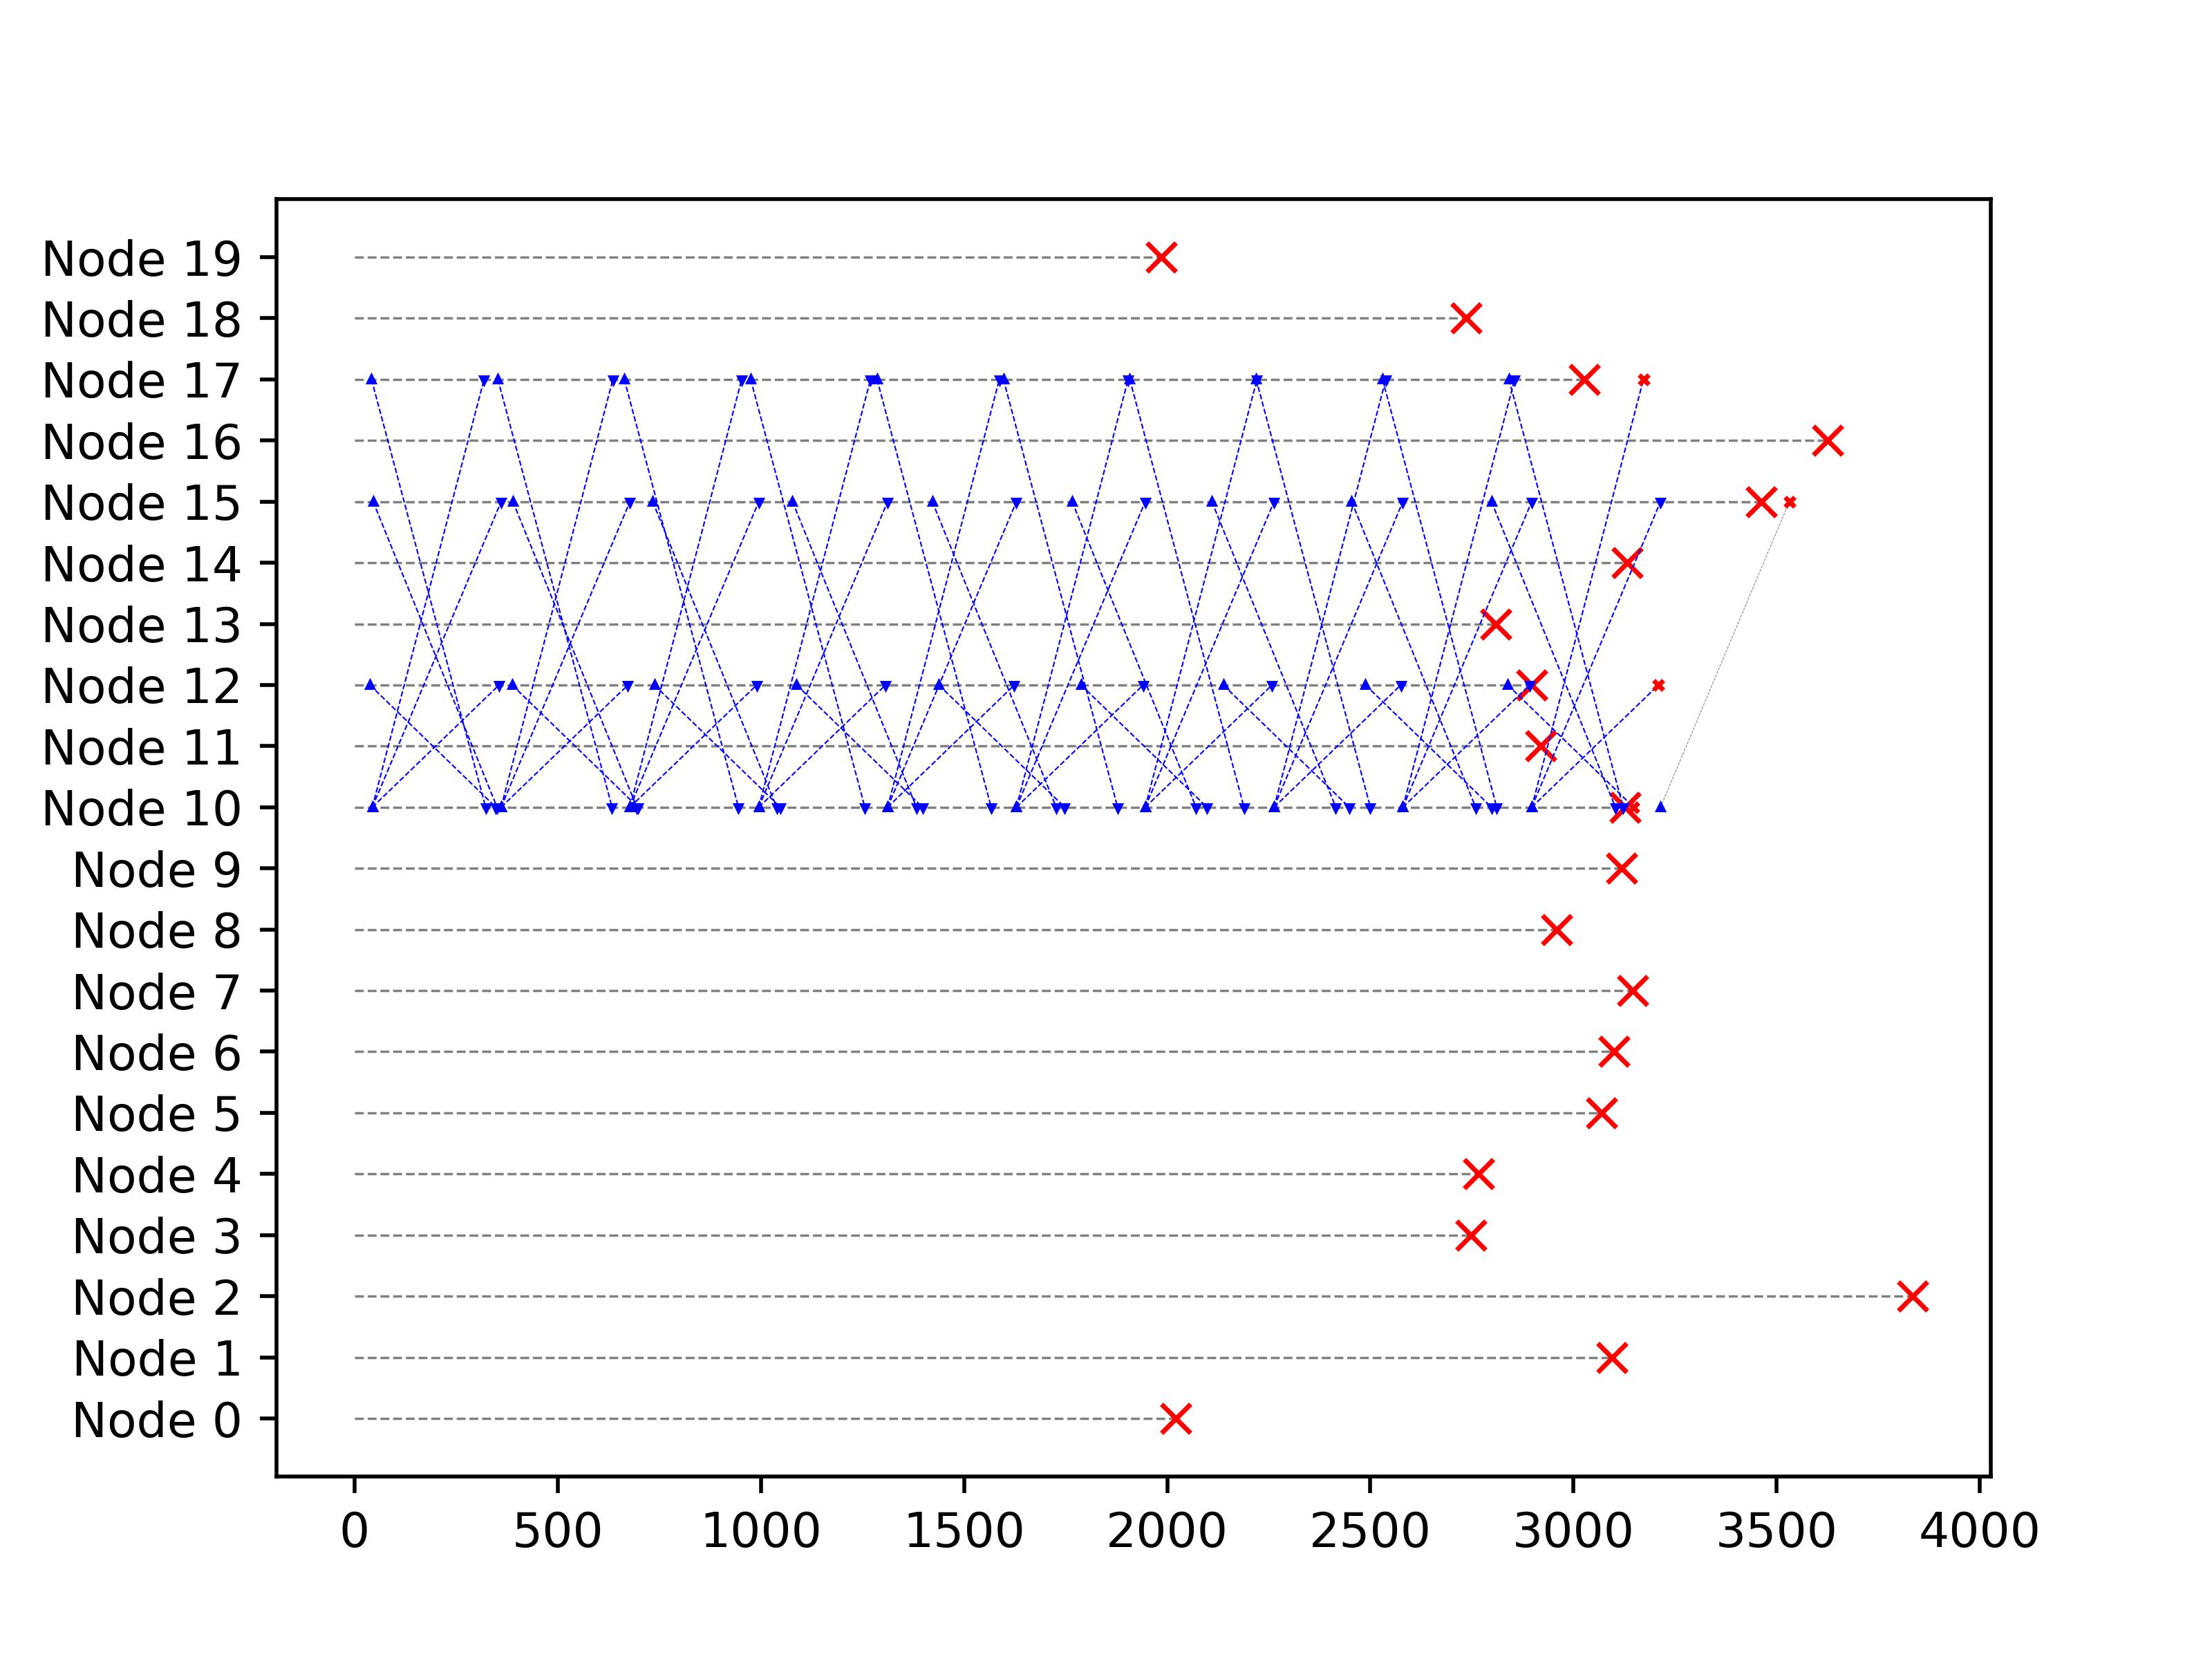 Node 19
Node 18
Node 17
Node 16
Node 15
Node 14
Node 13
Node 12
Node 11
Node 10
Node 9
Node 8
Node 7
Node 6
Node 5
Node 4
Node 3
Node 2
Node 1
Node 0
0 500 1000 1500 2000 2500 3000 3500 4000